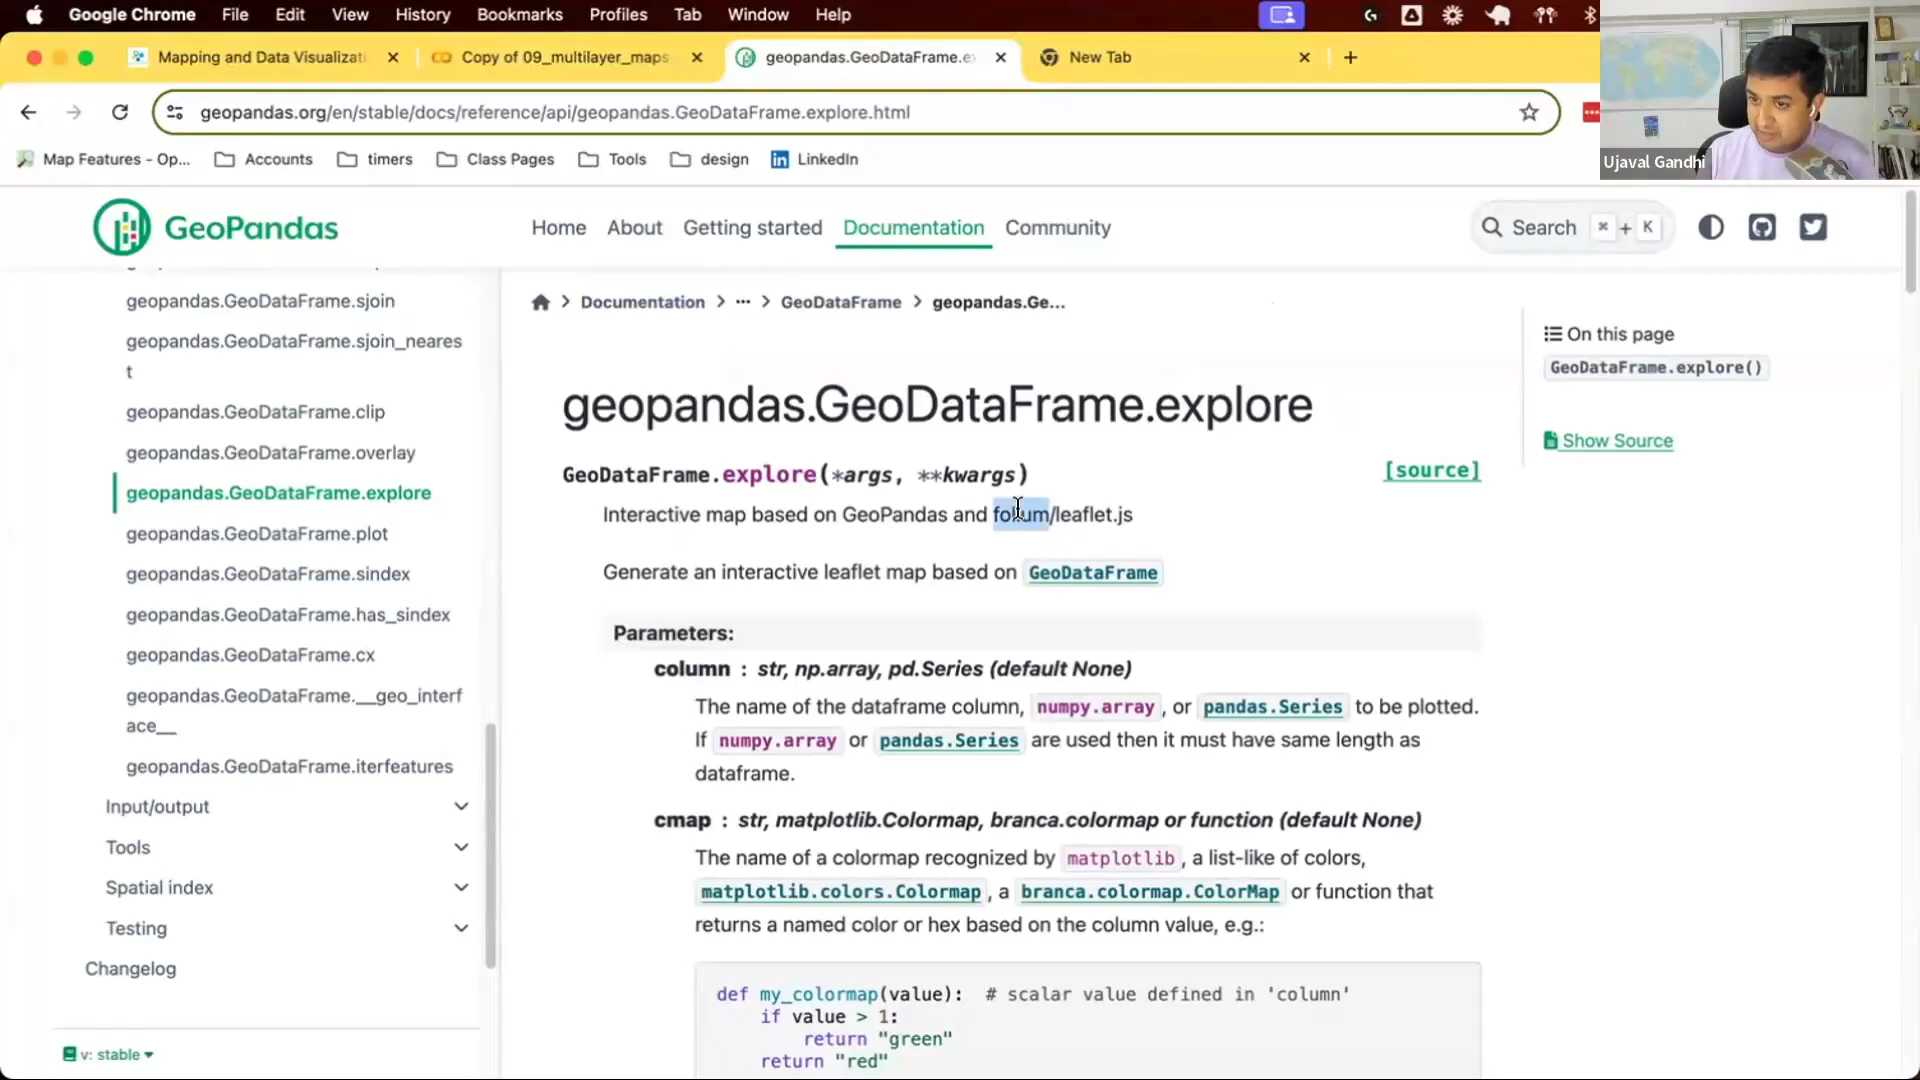 Google Chrome File Edit View History Bookmarks Profiles Tab Window Help
Mapping and Data Visualizati
Copy of 09_multilayer_maps
geopandas.GeoDataFrame.e
New Tab
geopandas.org/en/stable/docs/reference/api/geopandas.GeoDataFrame.explore.html
Map Features - Op... Accounts timers Class Pages Tools design LinkedIn
Ujaval Gandhi
GeoPandas
Home About Getting started Documentation Community
Search ⌘ + K
geopandas.GeoDataFrame.sjoin
geopandas.GeoDataFrame.sjoin_neares
t
geopandas.GeoDataFrame.clip
geopandas.GeoDataFrame.overlay
geopandas.GeoDataFrame.explore
geopandas.GeoDataFrame.plot
geopandas.GeoDataFrame.sindex
geopandas.GeoDataFrame.has_sindex
geopandas.GeoDataFrame.cx
geopandas.GeoDataFrame.__geo_interf
ace__
geopandas.GeoDataFrame.iterfeatures
Input/output
Tools
Spatial index
Testing
Changelog
v: stable
Documentation > ... > GeoDataFrame > geopandas.Ge...
geopandas.GeoDataFrame.explore
GeoDataFrame.explore(*args, **kwargs)
[source]
Interactive map based on GeoPandas and folium/leaflet.js
Generate an interactive leaflet map based on GeoDataFrame
Parameters:
column : str, np.array, pd.Series (default None)
The name of the dataframe column, numpy.array, or pandas.Series to be plotted.
If numpy.array or pandas.Series are used then it must have same length as
dataframe.
cmap : str, matplotlib.Colormap, branca.colormap or function (default None)
The name of a colormap recognized by matplotlib, a list-like of colors,
matplotlib.colors.Colormap, a branca.colormap.ColorMap or function that
returns a named color or hex based on the column value, e.g.:
def my_colormap(value): # scalar value defined in 'column'
if value > 1:
return "green"
return "red"
On this page
GeoDataFrame.explore()
Show Source